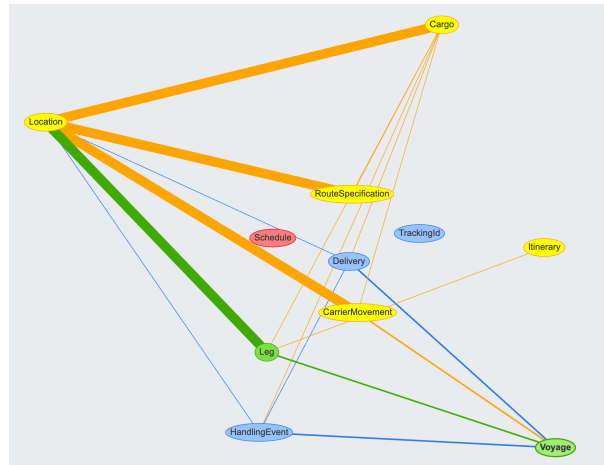 Cargo
Location
RouteSpecification
TrackingId
Schedule
Itinerary
Delivery
CarrierMovement
Leg
HandlingEvent
Voyage